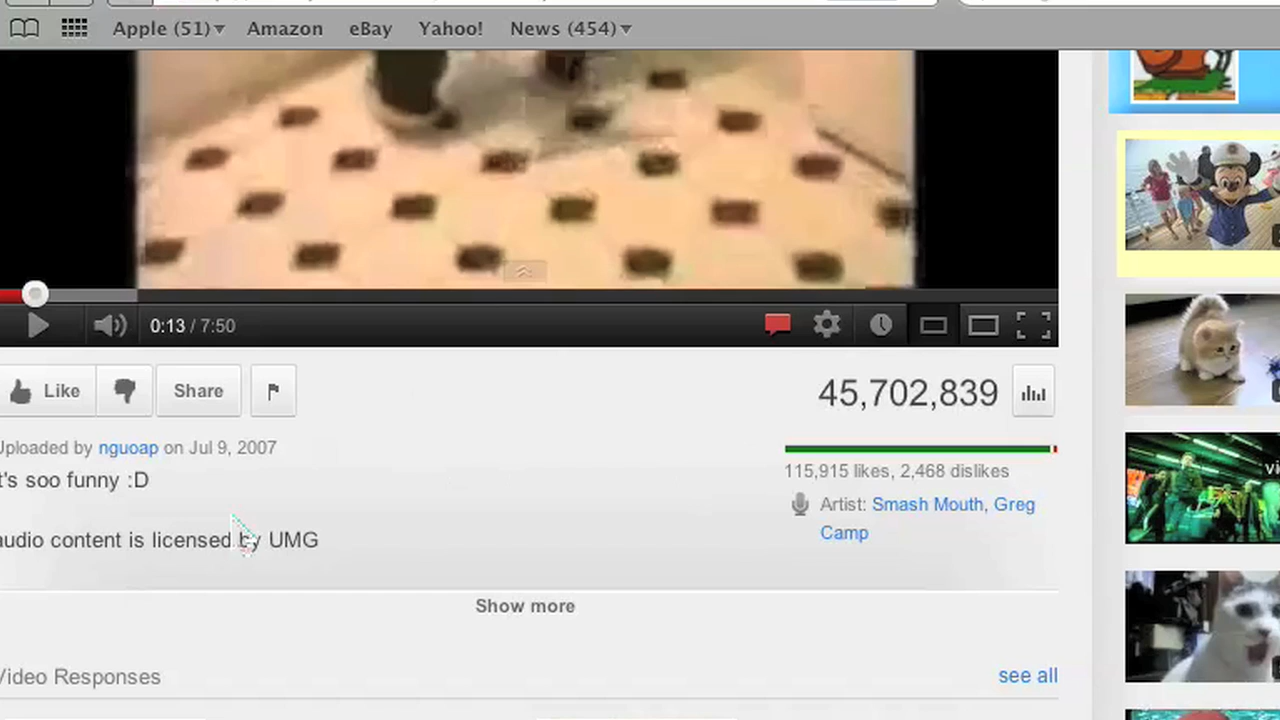 Apple (51)▾ Amazon eBay Yahoo! News (454)▾
0:13 / 7:50
Like Share 45,702,839
Uploaded by nguoap on Jul 9, 2007
t's soo funny :D
115,915 likes, 2,468 dislikes
Artist: Smash Mouth, Greg
Camp
audio content is licensed by UMG
Show more
Video Responses see all